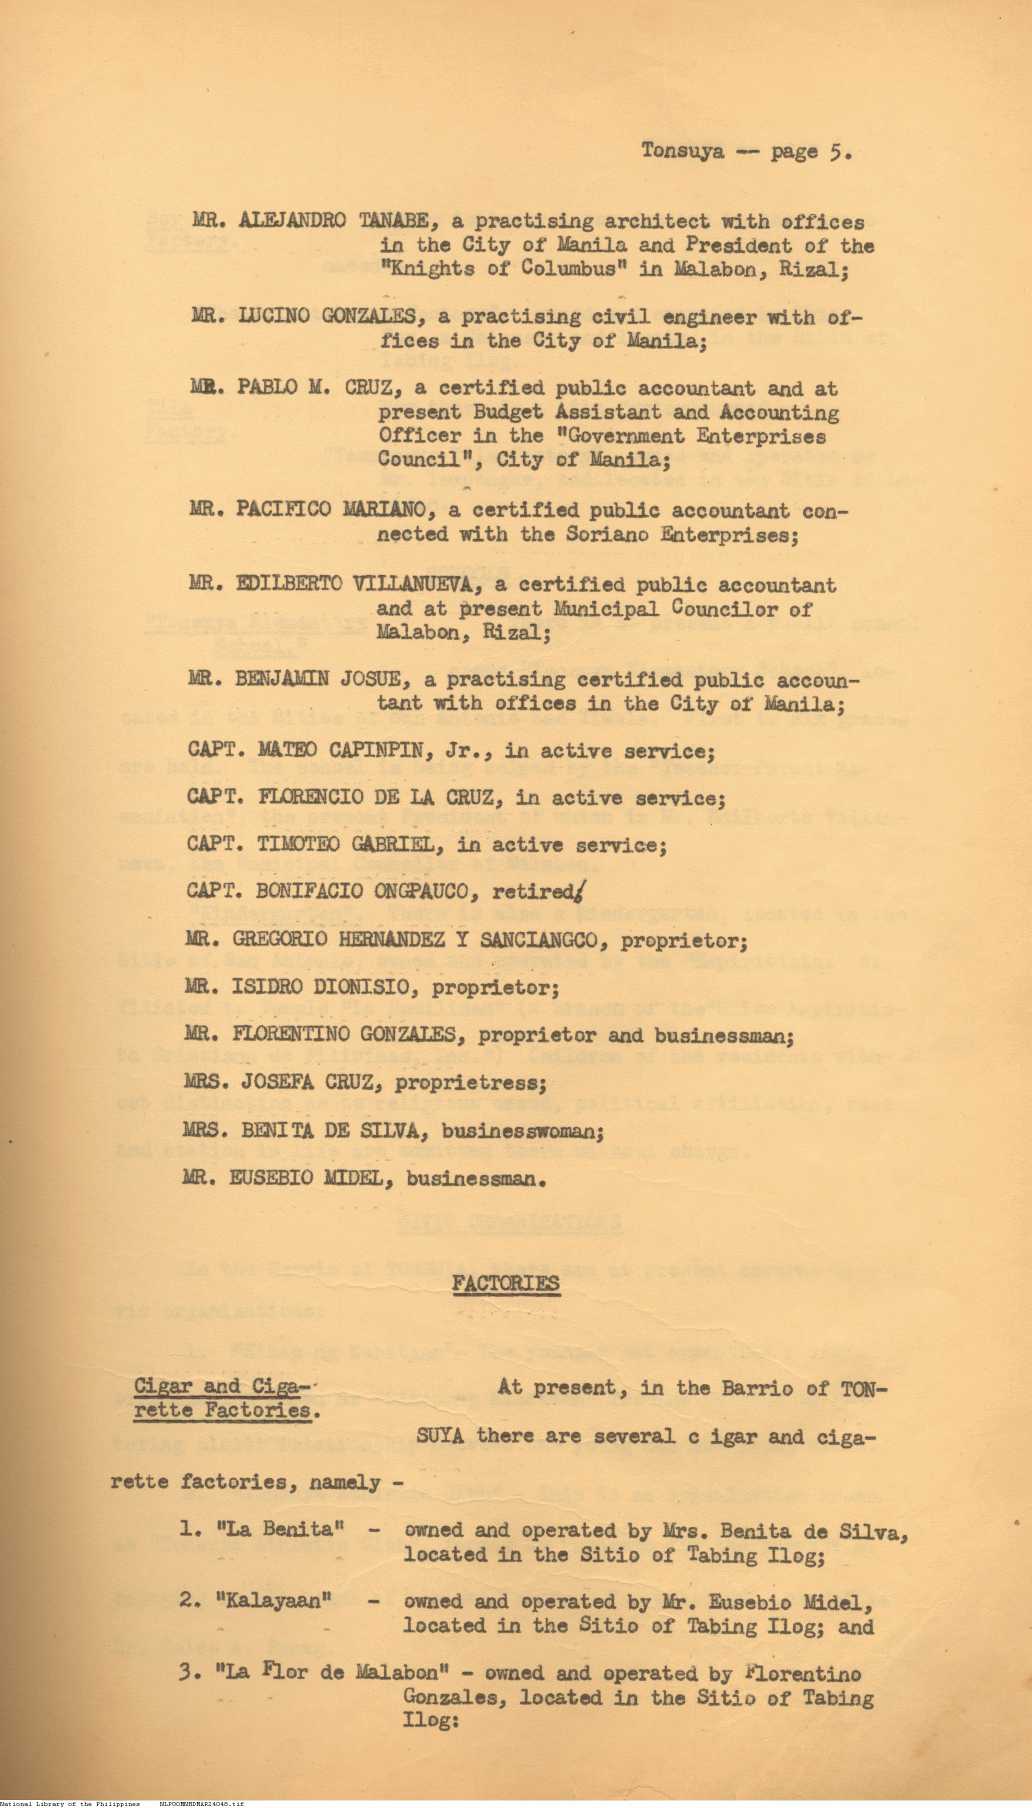 Tonsuya -- page 5.
MR. ALEJANDRO TANABE, a practising architect with offices
in the City of Manila and President of the
"Knights of Columbus" in Malabon, Rizal;
MR. LUCINO GONZALES, a practising civil engineer with of-
fices in the City of Manila;
MR. PABLO M. CRUZ, a certified public accountant and at
present Budget Assistant and Accounting
Officer in the "Government Enterprises
Council", City of Manila;
MR. PACIFICO MARIANO, a certified public accountant con-
nected with the Soriano Enterprises;
MR. EDILBERTO VILLANUEVA, a certified public accountant
and at present Municipal Councilor of
Malabon, Rizal;
MR. BENJAMIN JOSUE, a practising certified public accoun-
tant with offices in the City of Manila;
CAPT. MATEO CAPINPIN, Jr., in active service;
CAPT. FLORENCIO DE LA CRUZ, in active service;
CAPT. TIMOTEO GABRIEL, in active service;
CAPT. BONIFACIO ONGPAUCO, retired;
MR. GREGORIO HERNANDEZ Y SANCIANGCO, proprietor;
MR. ISIDRO DIONISIO, proprietor;
MR. FLORENTINO GONZALES, proprietor and businessman;
MRS. JOSEFA CRUZ, proprietress;
MRS. BENITA DE SILVA, businesswoman;
MR. EUSEBIO MIDEL, businessman.
FACTORIES
Cigar and Ciga-
rette Factories.
At present, in the Barrio of TON-
SUYA there are several c igar and ciga-
rette factories, namely -
1. "La Benita" - owned and operated by Mrs. Benita de Silva,
located in the Sitio of Tabing Ilog;
2. "Kalayaan" - owned and operated by Mr. Eusebio Midel,
located in the Sitio of Tabing Ilog; and
3. "La Flor de Malabon" - owned and operated by Florentino
Gonzales, located in the Sitio of Tabing
Ilog:
National Library of the Philippines NLPOOMNHDMAR24045.tif